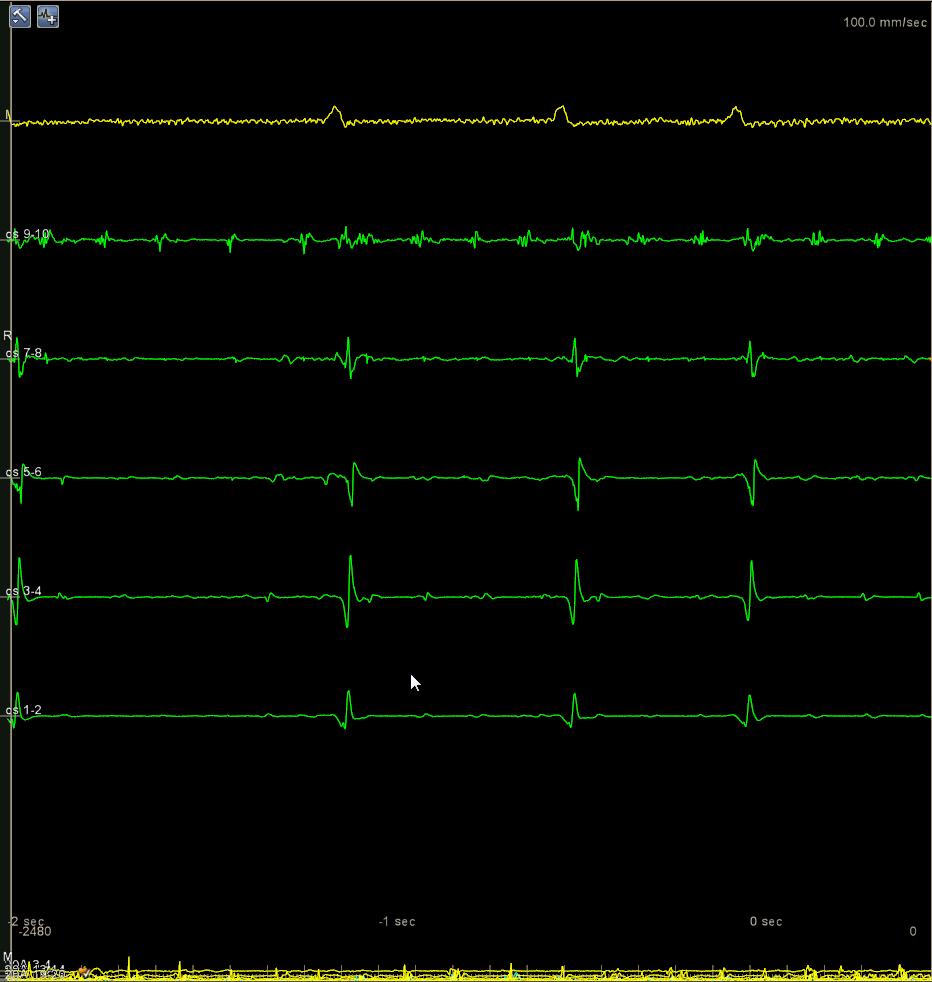 100.0 mm/sec
cs 9-10
R
cs 7-8
cs 5-6
cs 3-4
cs 1-2
-2 sec -1 sec 0 sec
-2480 0
M